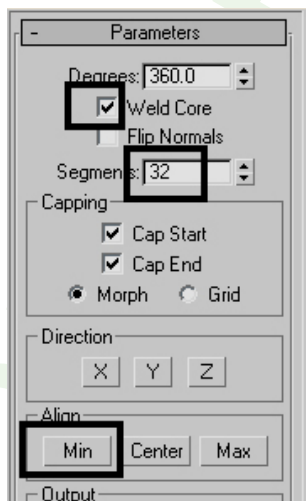 - Parameters
Degrees: 360.0
Weld Core
Flip Normals
Segments: 32
Capping
Cap Start
Cap End
Morph Grid
Direction
X Y Z
Align
Min Center Max
Output